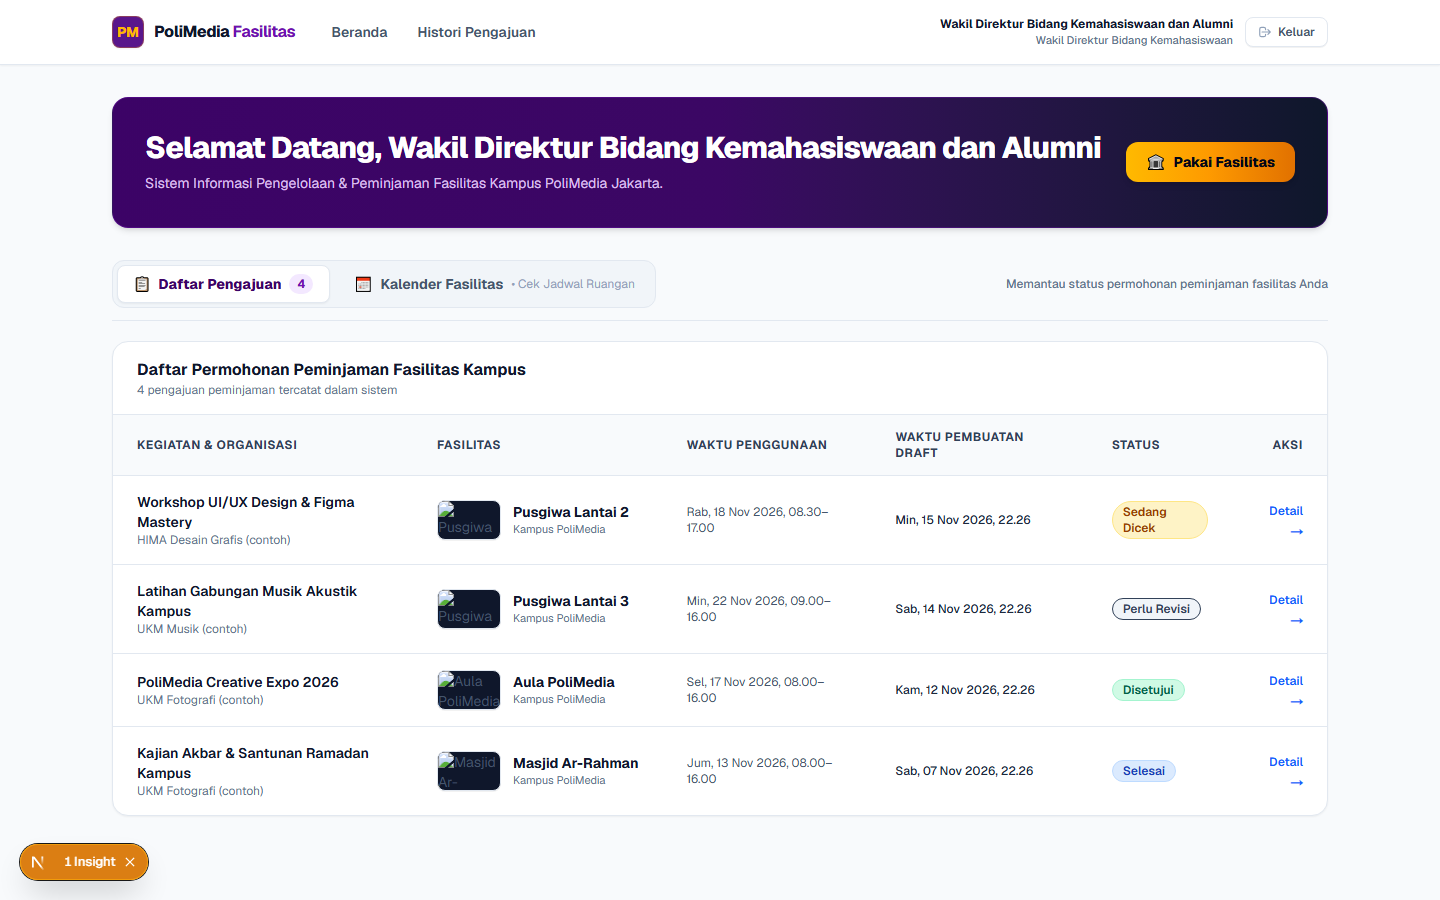 PM PoliMedia Fasilitas
Beranda
Histori Pengajuan
Wakil Direktur Bidang Kemahasiswaan dan Alumni
Wakil Direktur Bidang Kemahasiswaan
Keluar
Selamat Datang, Wakil Direktur Bidang Kemahasiswaan dan Alumni
Sistem Informasi Pengelolaan & Peminjaman Fasilitas Kampus PoliMedia Jakarta.
Pakai Fasilitas
Daftar Pengajuan 4
Kalender Fasilitas • Cek Jadwal Ruangan
Memantau status permohonan peminjaman fasilitas Anda
Daftar Permohonan Peminjaman Fasilitas Kampus
4 pengajuan peminjaman tercatat dalam sistem
KEGIATAN & ORGANISASI
FASILITAS
WAKTU PENGGUNAAN
WAKTU PEMBUATAN
DRAFT
STATUS
AKSI
Workshop UI/UX Design & Figma
Mastery
HIMA Desain Grafis (contoh)
Pusgiwa
Pusgiwa Lantai 2
Kampus PoliMedia
Rab, 18 Nov 2026, 08.30–
17.00
Min, 15 Nov 2026, 22.26
Sedang
Dicek
Detail
→
Latihan Gabungan Musik Akustik
Kampus
UKM Musik (contoh)
Pusgiwa
Pusgiwa Lantai 3
Kampus PoliMedia
Min, 22 Nov 2026, 09.00–
16.00
Sab, 14 Nov 2026, 22.26
Perlu Revisi
Detail
→
PoliMedia Creative Expo 2026
UKM Fotografi (contoh)
Aula
PoliMedia
Aula PoliMedia
Kampus PoliMedia
Sel, 17 Nov 2026, 08.00–
16.00
Kam, 12 Nov 2026, 22.26
Disetujui
Detail
→
Kajian Akbar & Santunan Ramadan
Kampus
UKM Fotografi (contoh)
Masjid
Ar-
Masjid Ar-Rahman
Kampus PoliMedia
Jum, 13 Nov 2026, 08.00–
16.00
Sab, 07 Nov 2026, 22.26
Selesai
Detail
→
1 Insight